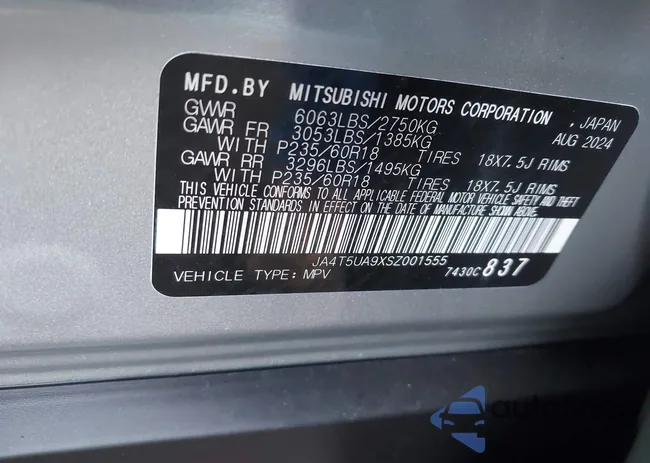 MFD.BY MITSUBISHI MOTORS CORPORATION , JAPAN
GVWR 6063LBS/2750KG AUG 2024
GAWR FR 3053LBS/1385KG
WITH P235/60R18 TIRES 18X7.5J RIMS
GAWR RR 3296LBS/1495KG
WITH P235/60R18 TIRES 18X7.5J RIMS
THIS VEHICLE CONFORMS TO ALL APPLICABLE FEDERAL MOTOR VEHICLE SAFETY AND THEFT
PREVENTION STANDARDS IN EFFECT ON THE DATE OF MANUFACTURE SHOWN ABOVE.
JA4T5UA9XSZ001555
VEHICLE TYPE: MPV 7430C 837